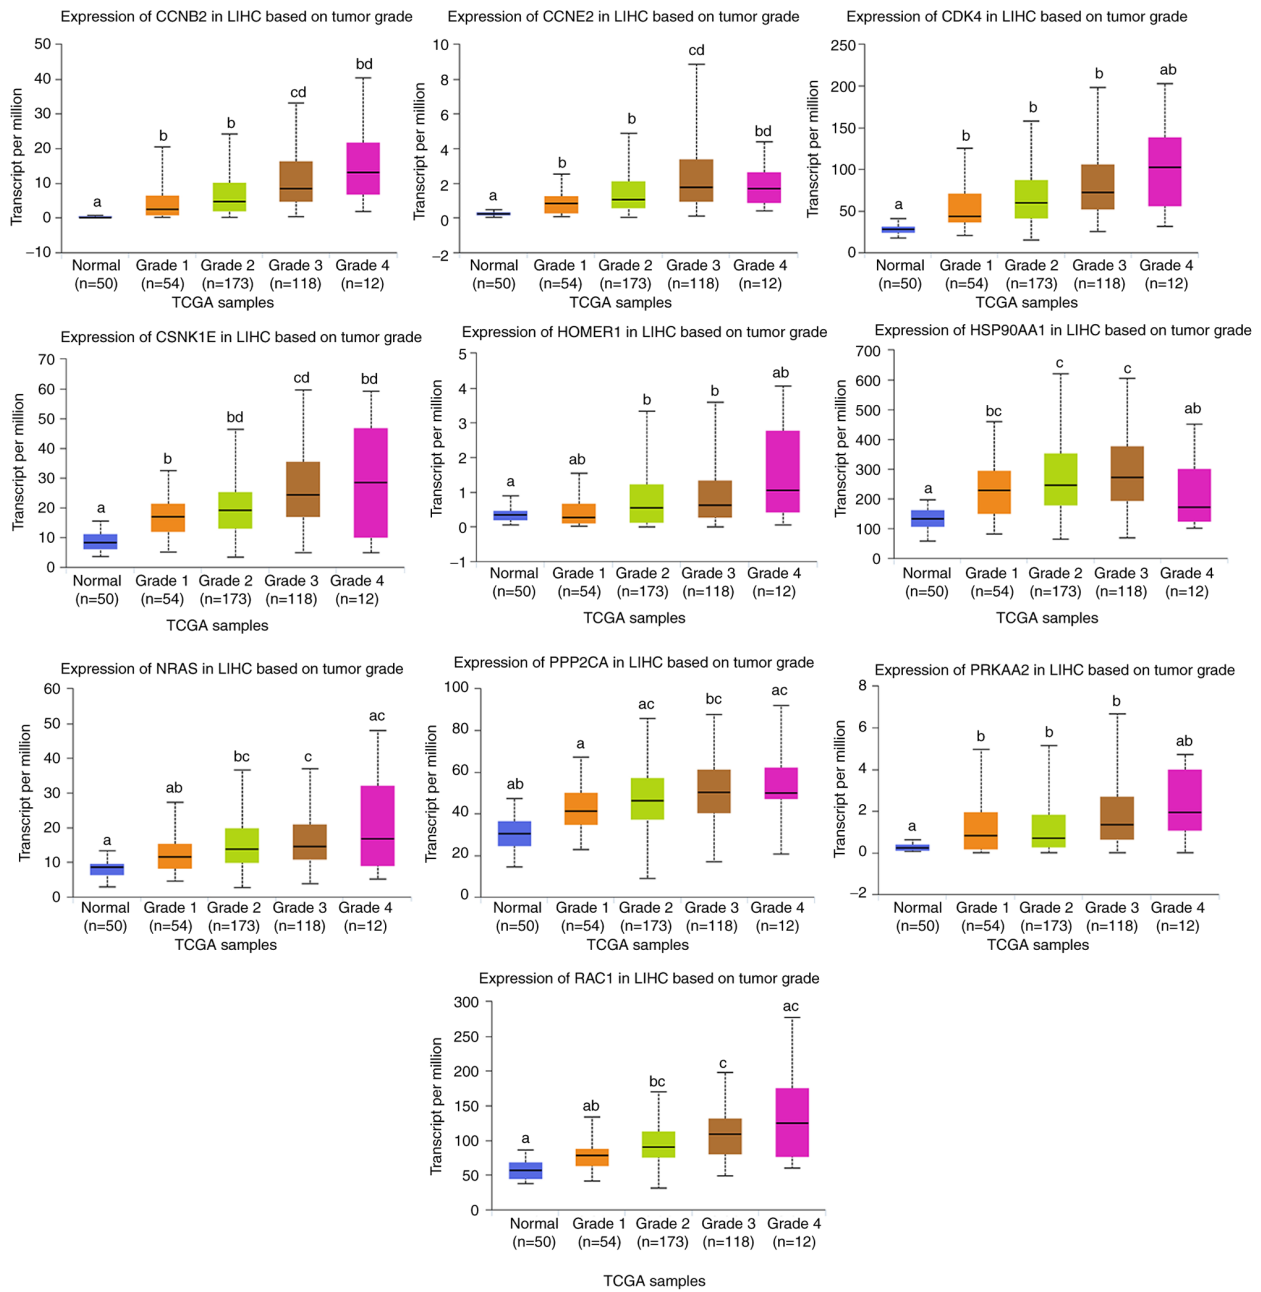 Expression of CCNB2 in LIHC based on tumor grade
Transcript per million
50
40
30
20
10
0
−10
a
b
b
cd
bd
Normal Grade 1 Grade 2 Grade 3 Grade 4
(n=50) (n=54) (n=173) (n=118) (n=12)
TCGA samples
Expression of CCNE2 in LIHC based on tumor grade
Transcript per million
10
8
6
4
2
0
−2
a
b
b
cd
bd
Normal Grade 1 Grade 2 Grade 3 Grade 4
(n=50) (n=54) (n=173) (n=118) (n=12)
TCGA samples
Expression of CDK4 in LIHC based on tumor grade
Transcript per million
250
200
150
100
50
0
a
b
b
b
ab
Normal Grade 1 Grade 2 Grade 3 Grade 4
(n=50) (n=54) (n=173) (n=118) (n=12)
TCGA samples
Expression of CSNK1E in LIHC based on tumor grade
Transcript per million
70
60
50
40
30
20
10
0
a
b
bd
cd
bd
Normal Grade 1 Grade 2 Grade 3 Grade 4
(n=50) (n=54) (n=173) (n=118) (n=12)
TCGA samples
Expression of HOMER1 in LIHC based on tumor grade
Transcript per million
5
4
3
2
1
0
−1
a
ab
b
b
ab
Normal Grade 1 Grade 2 Grade 3 Grade 4
(n=50) (n=54) (n=173) (n=118) (n=12)
TCGA samples
Expression of HSP90AA1 in LIHC based on tumor grade
Transcript per million
700
600
500
400
300
200
100
0
a
bc
c
c
ab
Normal Grade 1 Grade 2 Grade 3 Grade 4
(n=50) (n=54) (n=173) (n=118) (n=12)
TCGA samples
Expression of NRAS in LIHC based on tumor grade
Transcript per million
60
50
40
30
20
10
0
a
ab
bc
c
ac
Normal Grade 1 Grade 2 Grade 3 Grade 4
(n=50) (n=54) (n=173) (n=118) (n=12)
TCGA samples
Expression of PPP2CA in LIHC based on tumor grade
Transcript per million
100
80
60
40
20
0
ab
a
ac
bc
ac
Normal Grade 1 Grade 2 Grade 3 Grade 4
(n=50) (n=54) (n=173) (n=118) (n=12)
TCGA samples
Expression of PRKAA2 in LIHC based on tumor grade
Transcript per million
8
6
4
2
0
−2
a
b
b
b
ab
Normal Grade 1 Grade 2 Grade 3 Grade 4
(n=50) (n=54) (n=173) (n=118) (n=12)
TCGA samples
Expression of RAC1 in LIHC based on tumor grade
Transcript per million
300
250
200
150
100
50
0
a
ab
bc
c
ac
Normal Grade 1 Grade 2 Grade 3 Grade 4
(n=50) (n=54) (n=173) (n=118) (n=12)
TCGA samples